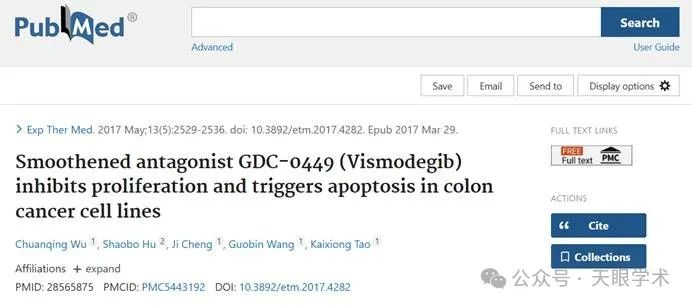 PubMed®
Search
Advanced
User Guide
Save
Email
Send to
Display options
Exp Ther Med. 2017 May;13(5):2529-2536. doi: 10.3892/etm.2017.4282. Epub 2017 Mar 29.
Smoothened antagonist GDC-0449 (Vismodegib)
inhibits proliferation and triggers apoptosis in colon
cancer cell lines
Chuanqing Wu 1, Shaobo Hu 2, Ji Cheng 1, Guobin Wang 1, Kaixiong Tao 1
Affiliations + expand
PMID: 28565875 PMCID: PMC5443192 DOI: 10.3892/etm.2017.4282
FULL TEXT LINKS
FREE
Full text PMC
ACTIONS
Cite
Collections
公众号 · 天眼学术